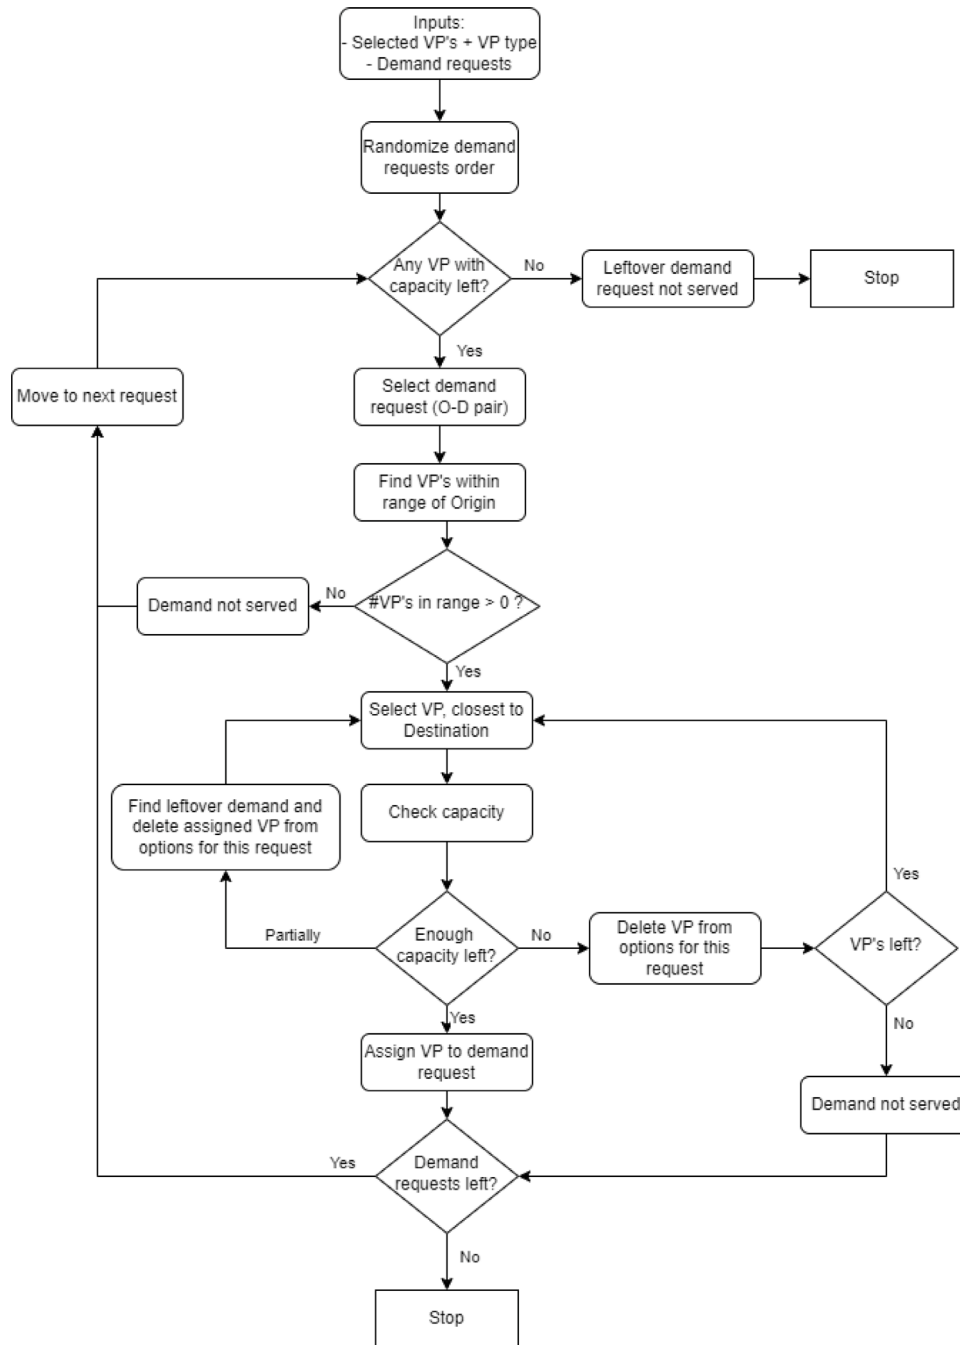 Inputs:
- Selected VP's + VP type
- Demand requests
Randomize demand
requests order
Any VP with
capacity left?
No
Leftover demand
request not served
Stop
Yes
Move to next request
Select demand
request (O-D pair)
Find VP's within
range of Origin
Demand not served
No
#VP's in range > 0 ?
Yes
Select VP, closest to
Destination
Find leftover demand and
delete assigned VP from
options for this request
Check capacity
Yes
Partially
Enough
capacity left?
No
Delete VP from
options for this
request
VP's left?
Yes
No
Assign VP to demand
request
Demand not served
Yes
Demand
requests left?
No
Stop